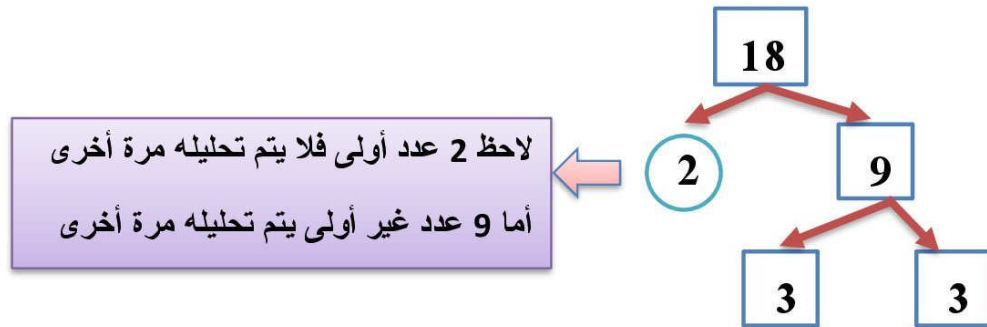 18
لاحظ 2 عدد أولى فلا يتم تحليله مرة أخرى
أما 9 عدد غير أولى يتم تحليله مرة أخرى
2
9
3
3